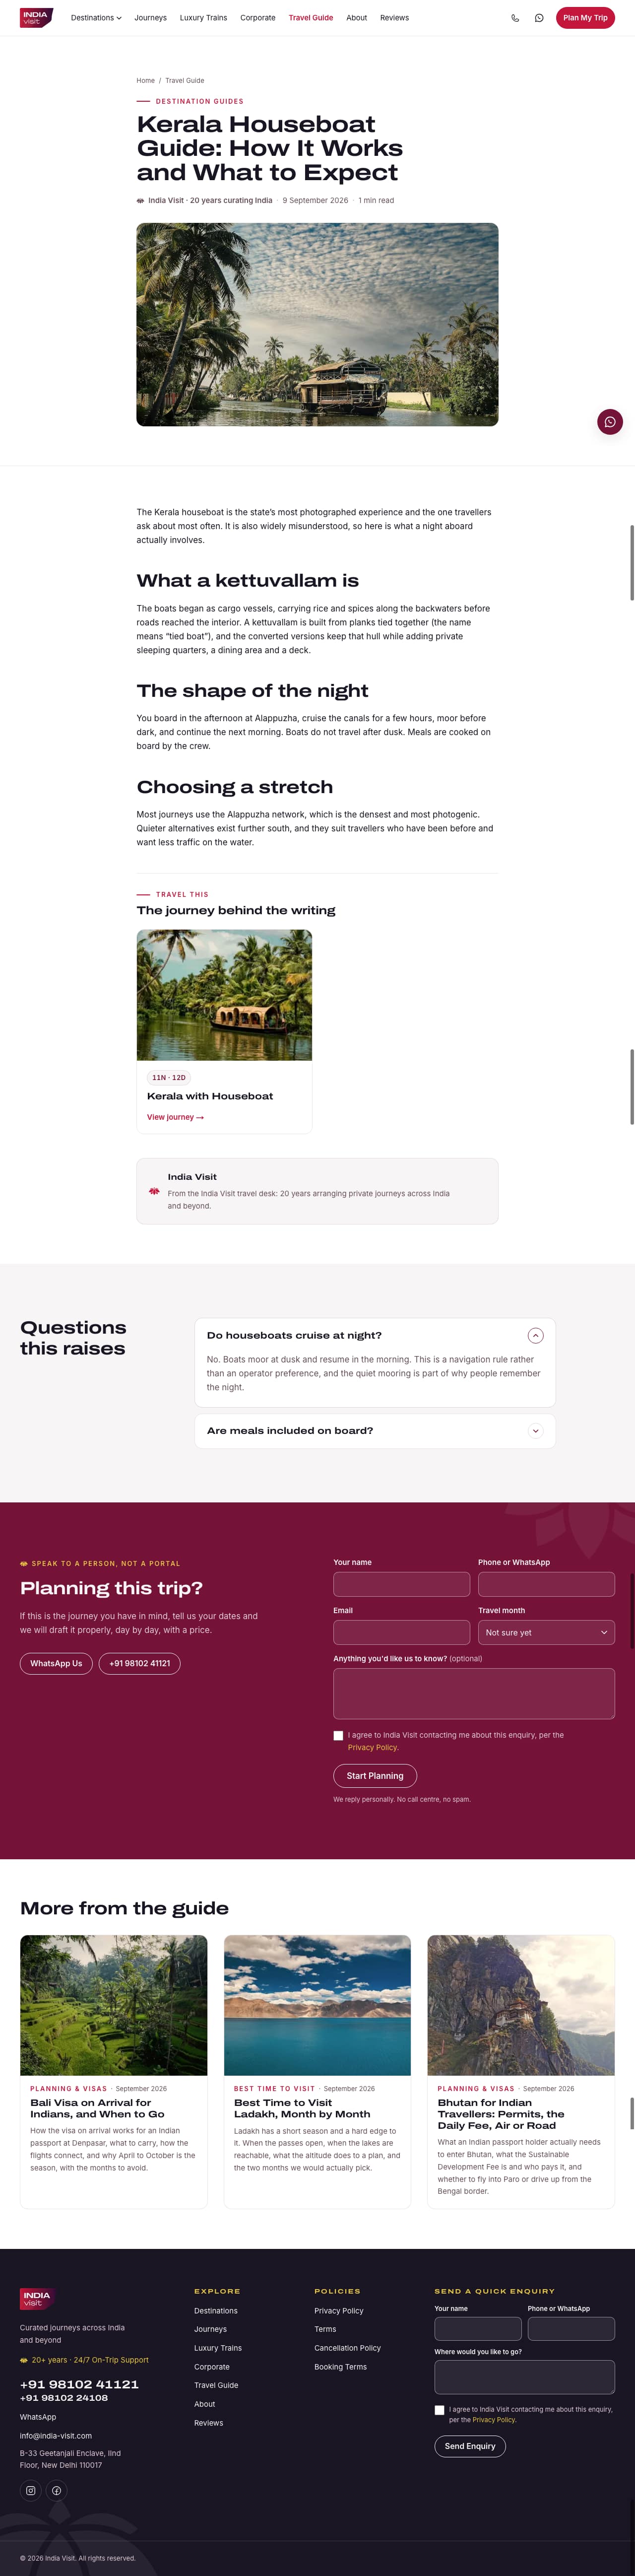 INDIA
visit
Destinations
Journeys
Luxury Trains
Corporate
Travel Guide
About
Reviews
Plan My Trip
Home / Travel Guide
DESTINATION GUIDES
Kerala Houseboat
Guide: How It Works
and What to Expect
India Visit · 20 years curating India · 9 September 2026 · 1 min read
The Kerala houseboat is the state's most photographed experience and the one travellers
ask about most often. It is also widely misunderstood, so here is what a night aboard
actually involves.
What a kettuvallam is
The boats began as cargo vessels, carrying rice and spices along the backwaters before
roads reached the interior. A kettuvallam is built from planks tied together (the name
means “tied boat”), and the converted versions keep that hull while adding private
sleeping quarters, a dining area and a deck.
The shape of the night
You board in the afternoon at Alappuzha, cruise the canals for a few hours, moor before
dark, and continue the next morning. Boats do not travel after dusk. Meals are cooked on
board by the crew.
Choosing a stretch
Most journeys use the Alappuzha network, which is the densest and most photogenic.
Quieter alternatives exist further south, and they suit travellers who have been before and
want less traffic on the water.
TRAVEL THIS
The journey behind the writing
11N · 12D
Kerala with Houseboat
View journey →
India Visit
From the India Visit travel desk: 20 years arranging private journeys across India
and beyond.
Questions
this raises
Do houseboats cruise at night?
No. Boats moor at dusk and resume in the morning. This is a navigation rule rather
than an operator preference, and the quiet mooring is part of why people remember
the night.
Are meals included on board?
SPEAK TO A PERSON, NOT A PORTAL
Planning this trip?
If this is the journey you have in mind, tell us your dates and
we will draft it properly, day by day, with a price.
WhatsApp Us
+91 98102 41121
Your name
Phone or WhatsApp
Email
Travel month
Not sure yet
Anything you'd like us to know? (optional)
I agree to India Visit contacting me about this enquiry, per the
Privacy Policy.
Start Planning
We reply personally. No call centre, no spam.
More from the guide
PLANNING & VISAS · September 2026
Bali Visa on Arrival for
Indians, and When to Go
How the visa on arrival works for an Indian
passport at Denpasar, what to carry, how the
flights connect, and why April to October is the
season, with the months to avoid.
BEST TIME TO VISIT · September 2026
Best Time to Visit
Ladakh, Month by Month
Ladakh has a short season and a hard edge to
it. When the passes open, when the lakes are
reachable, what the altitude does to a plan, and
the two months we would actually pick.
PLANNING & VISAS · September 2026
Bhutan for Indian
Travellers: Permits, the
Daily Fee, Air or Road
What an Indian passport holder actually needs
to enter Bhutan, what the Sustainable
Development Fee is and who pays it, and
whether to fly into Paro or drive up from the
Bengal border.
INDIA
visit
Curated journeys across India
and beyond
20+ years · 24/7 On-Trip Support
+91 98102 41121
+91 98102 24108
WhatsApp
info@india-visit.com
B-33 Geetanjali Enclave, IInd
Floor, New Delhi 110017
EXPLORE
Destinations
Journeys
Luxury Trains
Corporate
Travel Guide
About
Reviews
POLICIES
Privacy Policy
Terms
Cancellation Policy
Booking Terms
SEND A QUICK ENQUIRY
Your name
Phone or WhatsApp
Where would you like to go?
I agree to India Visit contacting me about this enquiry,
per the Privacy Policy.
Send Enquiry
© 2026 India Visit. All rights reserved.